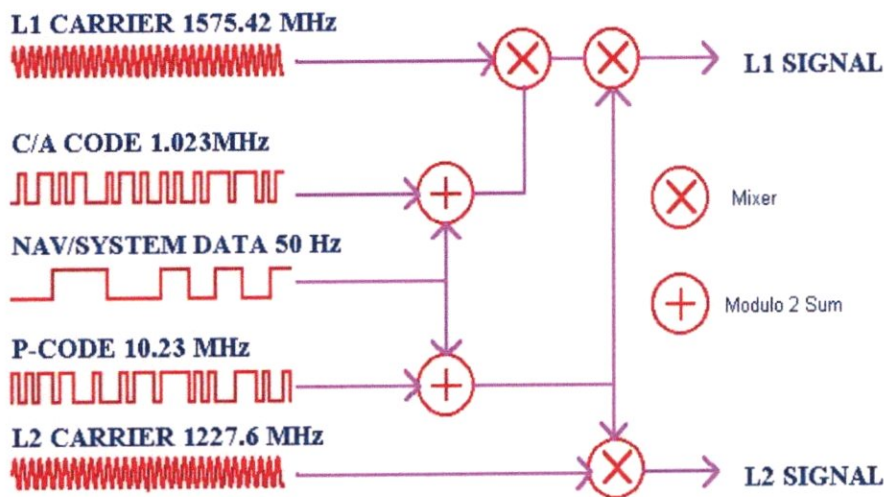 L1 CARRIER 1575.42 MHz
L1 SIGNAL
C/A CODE 1.023MHz
Mixer
NAV/SYSTEM DATA 50 Hz
Modulo 2 Sum
P-CODE 10.23 MHz
L2 CARRIER 1227.6 MHz
L2 SIGNAL